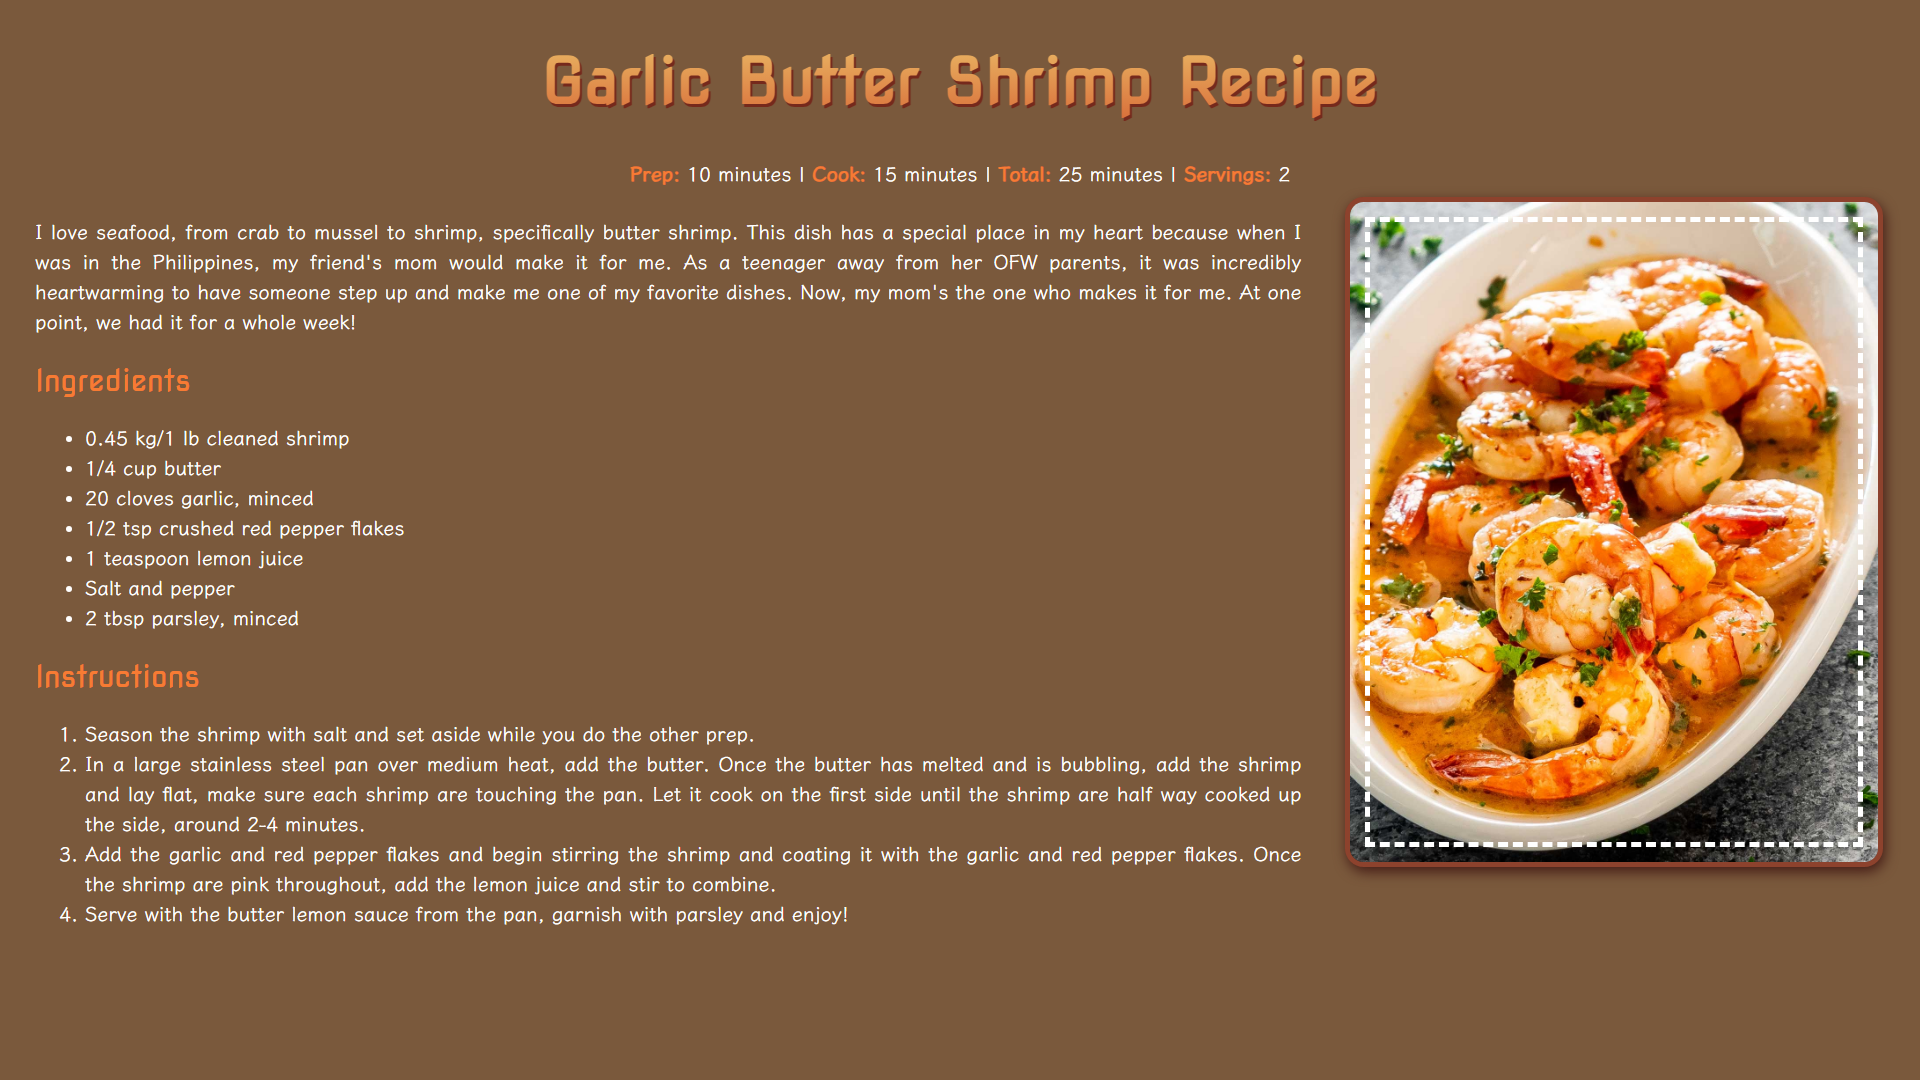 Garlic Butter Shrimp Recipe
Prep: 10 minutes | Cook: 15 minutes | Total: 25 minutes | Servings: 2
I love seafood, from crab to mussel to shrimp, specifically butter shrimp. This dish has a special place in my heart because when I
was in the Philippines, my friend's mom would make it for me. As a teenager away from her OFW parents, it was incredibly
heartwarming to have someone step up and make me one of my favorite dishes. Now, my mom's the one who makes it for me. At one
point, we had it for a whole week!
Ingredients
• 0.45 kg/1 lb cleaned shrimp
• 1/4 cup butter
• 20 cloves garlic, minced
• 1/2 tsp crushed red pepper flakes
• 1 teaspoon lemon juice
• Salt and pepper
• 2 tbsp parsley, minced
Instructions
1. Season the shrimp with salt and set aside while you do the other prep.
2. In a large stainless steel pan over medium heat, add the butter. Once the butter has melted and is bubbling, add the shrimp
and lay flat, make sure each shrimp are touching the pan. Let it cook on the first side until the shrimp are half way cooked up
the side, around 2-4 minutes.
3. Add the garlic and red pepper flakes and begin stirring the shrimp and coating it with the garlic and red pepper flakes. Once
the shrimp are pink throughout, add the lemon juice and stir to combine.
4. Serve with the butter lemon sauce from the pan, garnish with parsley and enjoy!